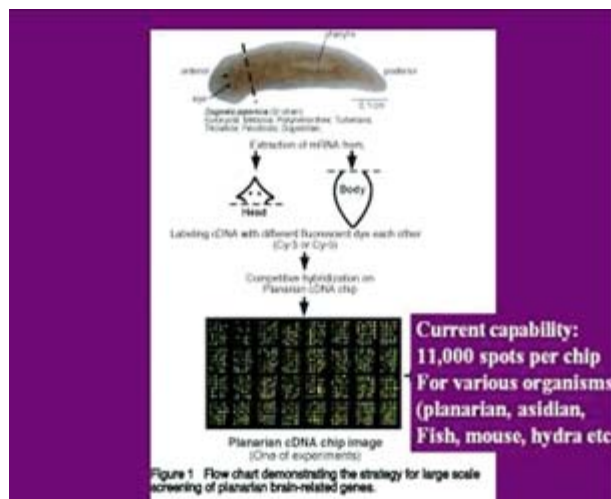 pharynx
anterior
posterior
eye
0.1 cm
Extraction of mRNA from;
Head
Body
Labeling cDNA with different fluorescent dye each other
(Cy-3 or Cy-5)
Competitive hybridization on
Planarian cDNA chip
Current capability:
11,000 spots per chip
For various organisms
(planarian, asidian,
Fish, mouse, hydra etc
Planarian cDNA chip image
(One of experiments)
Figure 1 Flow chart demonstrating the strategy for large scale
screening of planarian brain-related genes.